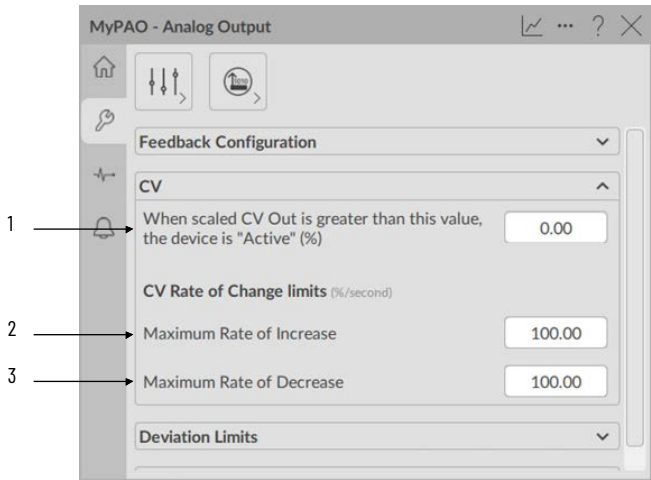 MyPAO - Analog Output
Feedback Configuration
CV
1
When scaled CV Out is greater than this value,
the device is "Active" (%)
0.00
CV Rate of Change limits (%/second)
2
Maximum Rate of Increase
100.00
3
Maximum Rate of Decrease
100.00
Deviation Limits